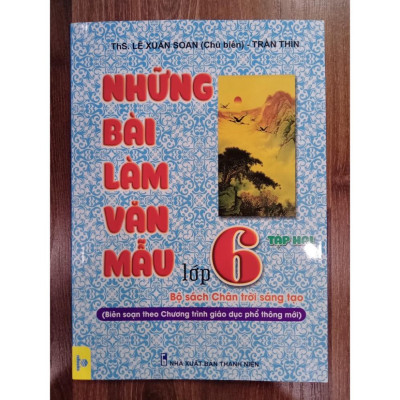 ThS. LÊ XUÂN SOAN (Chủ biên) - TRẦN THÌN
NHỮNG
BÀI
LÀM
VĂN
MẪU
lớp 6
TẬP HAI
Bộ sách Chân trời sáng tạo
(Biên soạn theo Chương trình giáo dục phổ thông mới)
NHÀ XUẤT BẢN THANH NIÊN